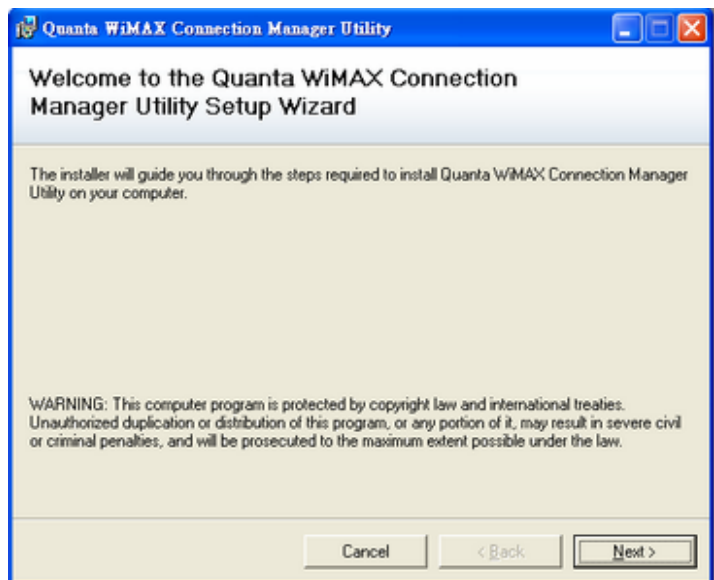 Quanta WiMAX Connection Manager Utility
Welcome to the Quanta WiMAX Connection
Manager Utility Setup Wizard
The installer will guide you through the steps required to install Quanta WiMAX Connection Manager
Utility on your computer.
WARNING: This computer program is protected by copyright law and international treaties.
Unauthorized duplication or distribution of this program, or any portion of it, may result in severe civil
or criminal penalties, and will be prosecuted to the maximum extent possible under the law.
Cancel < Back Next >